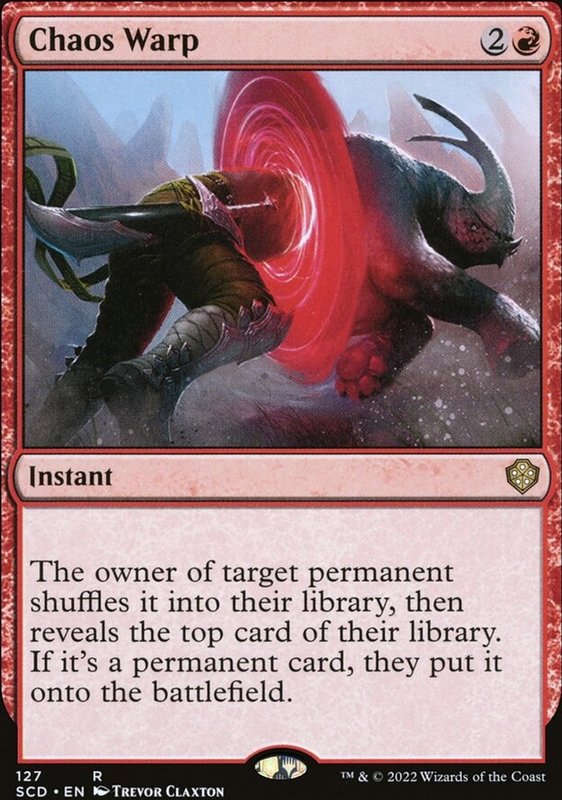 Chaos Warp 2
Instant
The owner of target permanent
shuffles it into their library, then
reveals the top card of their library.
If it's a permanent card, they put it
onto the battlefield.
127 R
SCD • EN TREVOR CLAXTON
™ & © 2022 Wizards of the Coast